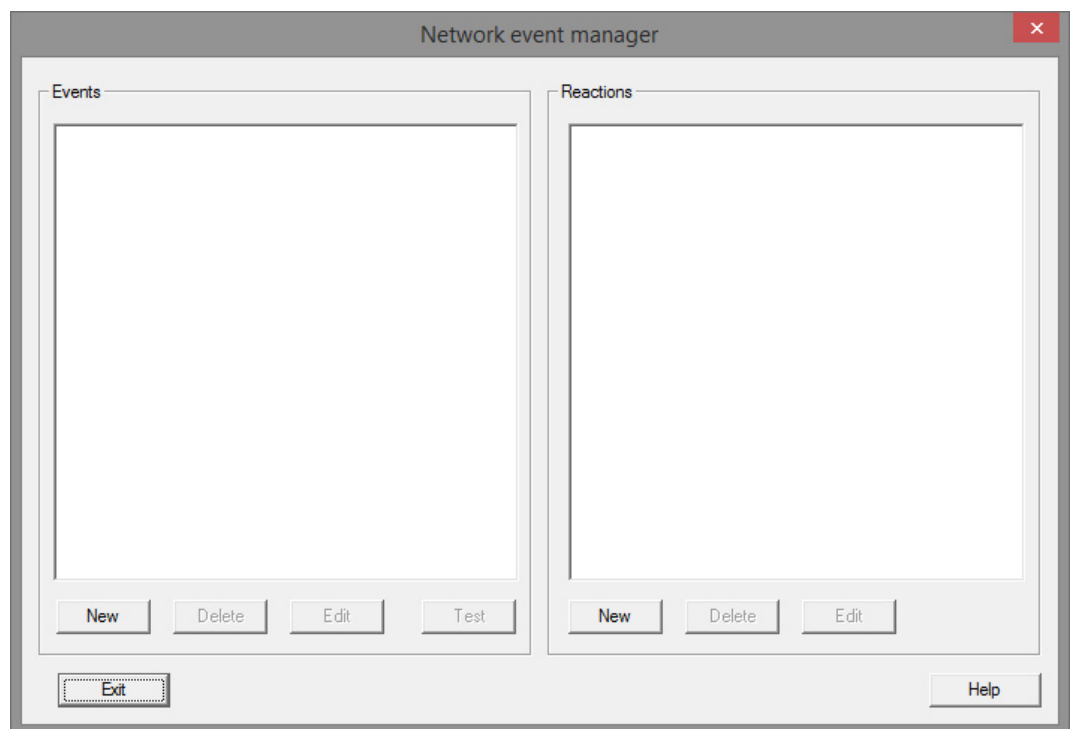 Network event manager
Events
Reactions
New Delete Edit Test
New Delete Edit
Exit
Help